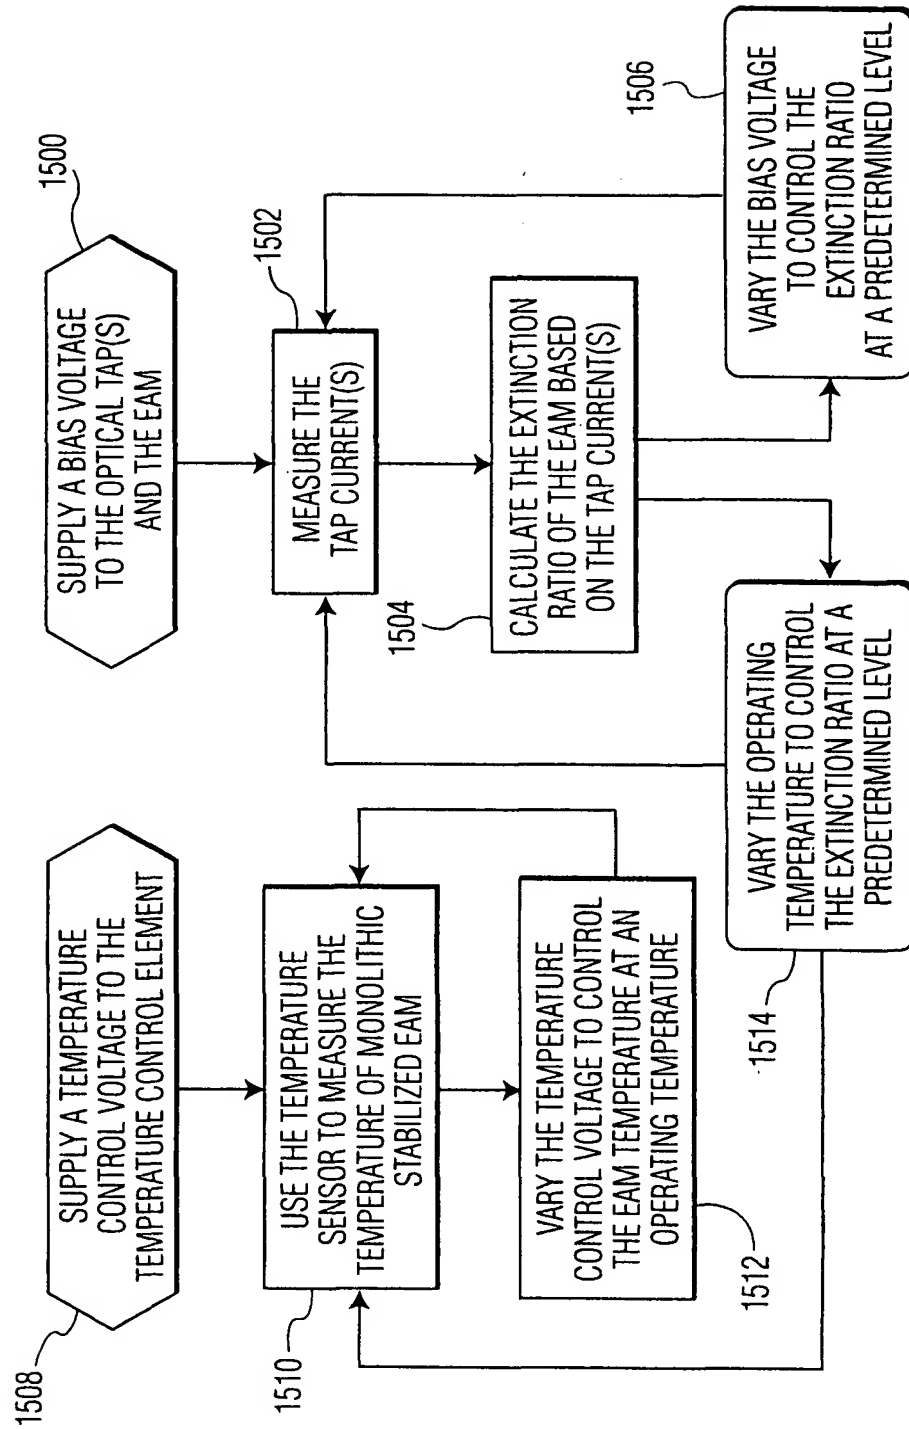 1508
SUPPLY A TEMPERATURE
CONTROL VOLTAGE TO THE
TEMPERATURE CONTROL ELEMENT
1510
USE THE TEMPERATURE
SENSOR TO MEASURE THE
TEMPERATURE OF MONOLITHIC
STABILIZED EAM
1512
VARY THE TEMPERATURE
CONTROL VOLTAGE TO CONTROL
THE EAM TEMPERATURE AT AN
OPERATING TEMPERATURE
1500
SUPPLY A BIAS VOLTAGE
TO THE OPTICAL TAP(S)
AND THE EAM
1502
MEASURE THE
TAP CURRENT(S)
1504
CALCULATE THE EXTINCTION
RATIO OF THE EAM BASED
ON THE TAP CURRENT(S)
1514
VARY THE OPERATING
TEMPERATURE TO CONTROL
THE EXTINCTION RATIO AT A
PREDETERMINED LEVEL
1506
VARY THE BIAS VOLTAGE
TO CONTROL THE
EXTINCTION RATIO
AT A PREDETERMINED LEVEL